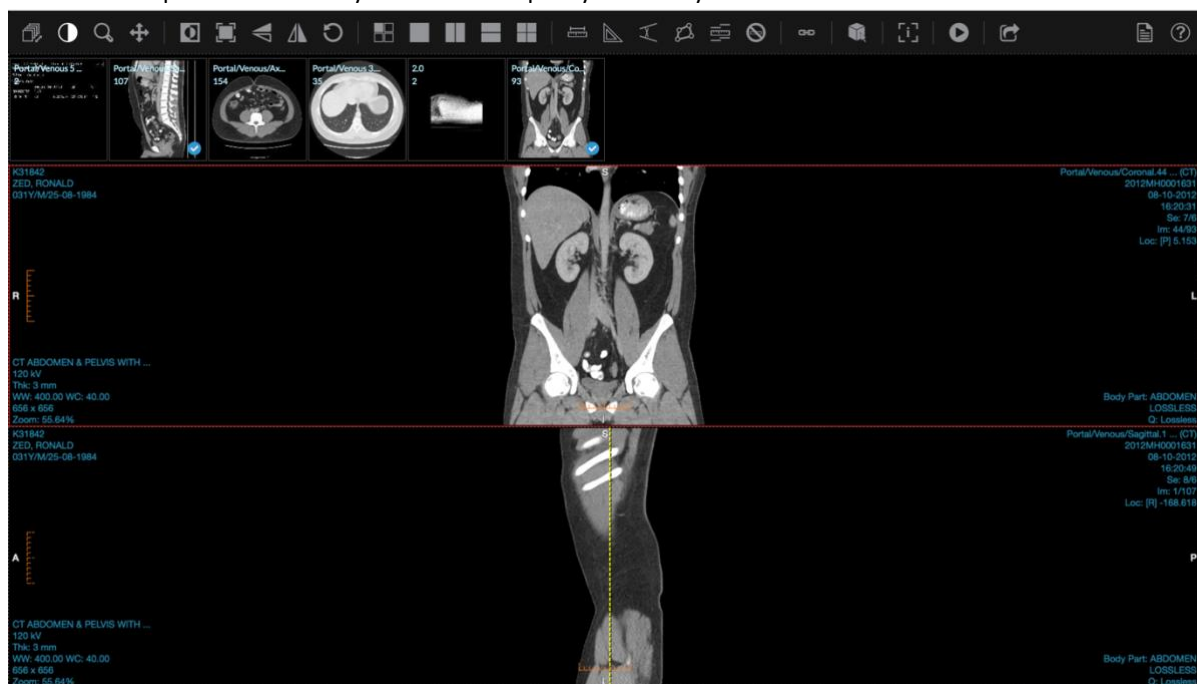 Portal/Venous 5 ...
2
Portal/Venous/Sa...
107
Portal/Venous/Ax...
154
Portal/Venous 3...
35
2.0
2
Portal/Venous/Co...
93
K31842
ZED, RONALD
031Y/M/25-08-1984
S
Portal/Venous/Coronal.44 ... (CT)
2012MH0001631
08-10-2012
16:20:31
Se: 7/6
Im: 44/93
Loc: [P] 5.153
R
L
CT ABDOMEN & PELVIS WITH ...
120 kV
Thk: 3 mm
WW: 400.00 WC: 40.00
656 x 656
Zoom: 55.64%
Body Part: ABDOMEN
LOSSLESS
Q: Lossless
I
K31842
ZED, RONALD
031Y/M/25-08-1984
S
Portal/Venous/Sagittal.1 ... (CT)
2012MH0001631
08-10-2012
16:20:49
Se: 8/6
Im: 1/107
Loc: [R] -168.618
A
P
CT ABDOMEN & PELVIS WITH ...
120 kV
Thk: 3 mm
WW: 400.00 WC: 40.00
656 x 656
Zoom: 55.64%
Body Part: ABDOMEN
LOSSLESS
Q: Lossless